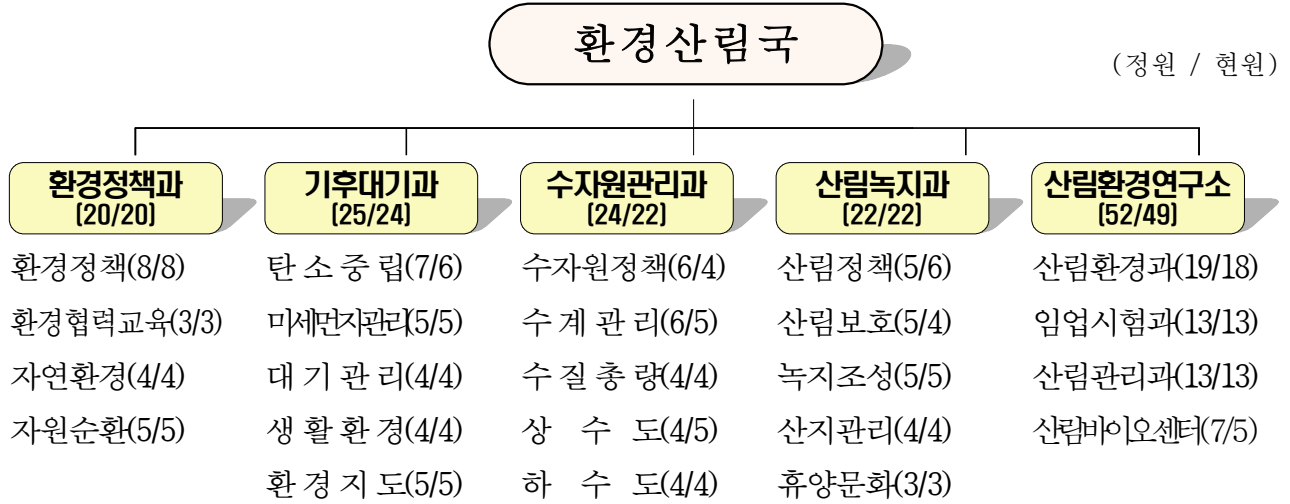 환경산림국
(정원 / 현원)
환경정책과
(20/20)
환경정책(8/8)
환경협력교육(3/3)
자연환경(4/4)
자원순환(5/5)
기후대기과
(25/24)
탄 소 중 립(7/6)
미세먼지관리(5/5)
대 기 관 리(4/4)
생 활 환 경(4/4)
환 경 지 도(5/5)
수자원관리과
(24/22)
수자원정책(6/4)
수 계 관 리(6/5)
수 질 총 량(4/4)
상 수 도(4/5)
하 수 도(4/4)
산림녹지과
(22/22)
산림정책(5/6)
산림보호(5/4)
녹지조성(5/5)
산지관리(4/4)
휴양문화(3/3)
산림환경연구소
(52/49)
산림환경과(19/18)
임업시험과(13/13)
산림관리과(13/13)
산림바이오센터(7/5)